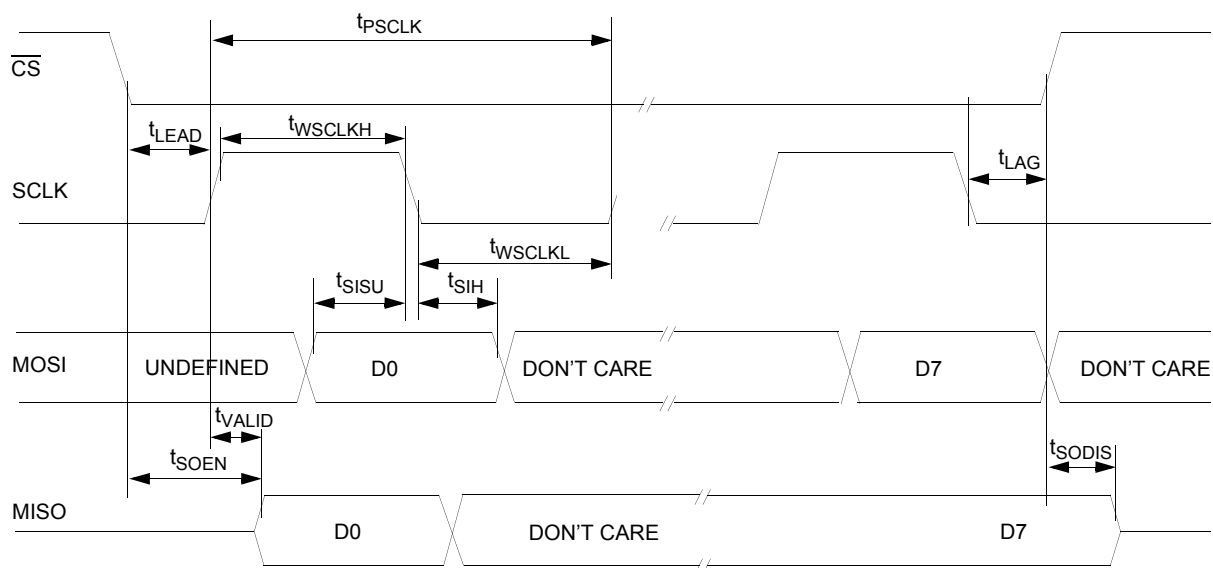 tPSCLK
CS
tLEAD
tWSCLKH
tLAG
SCLK
tWSCLKL
tSISU
tSIH
MOSI
UNDEFINED
D0
DON'T CARE
D7
DON'T CARE
tVALID
tSOEN
tSODIS
MISO
D0
DON'T CARE
D7